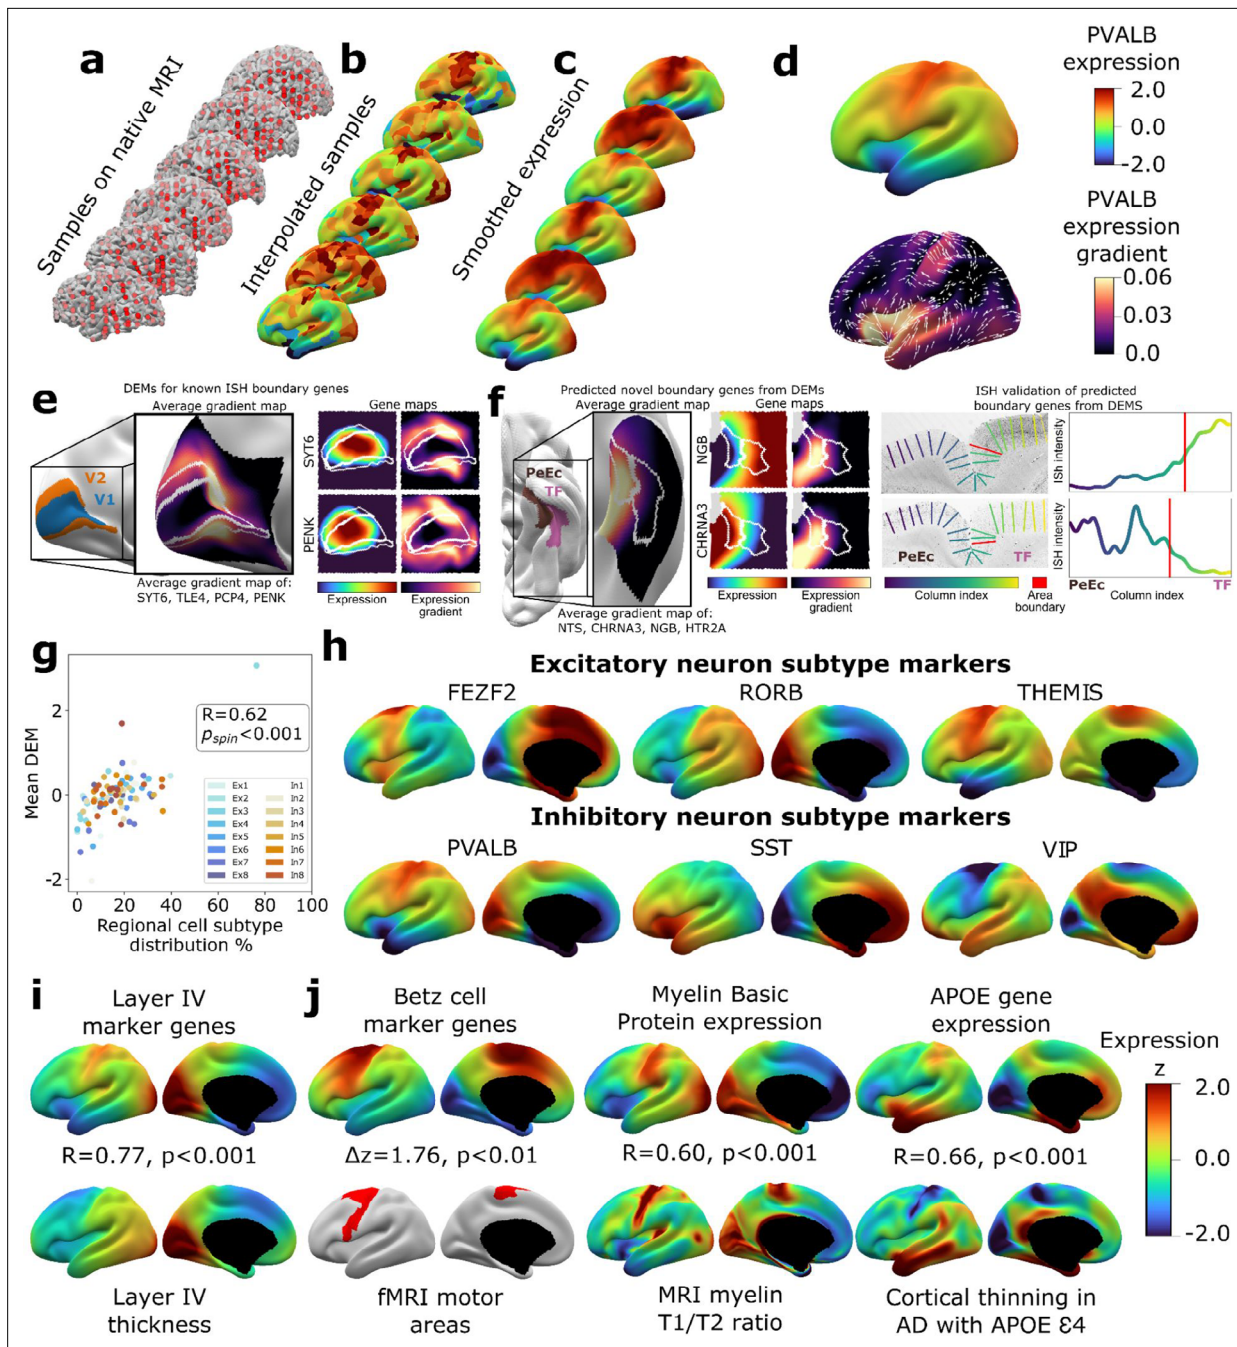 a
Samples on native MRI
b
Interpolated samples
c
Smoothed expression
d
PVALB
expression
2.0
0.0
-2.0
PVALB
expression
gradient
0.06
0.03
0.0
e
DEMs for known ISH boundary genes
Average gradient map
Gene maps
V2
V1
SYT6
PENK
Average gradient map of:
SYT6, TLE4, PCP4, PENK
Expression
Expression
gradient
f
Predicted novel boundary genes from DEMs
Average gradient map
Gene maps
PeEc
TF
NGB
CHRNA3
Average gradient map of:
NTS, CHRNA3, NGB, HTR2A
Expression
Expression
gradient
ISH validation of predicted
boundary genes from DEMS
PeEc
TF
Column index
Area
boundary
ISh intensity
ISH intensity
PeEc
TF
Column index
g
Mean DEM
2
0
-2
R=0.62
pspin<0.001
Ex1
In1
Ex2
In2
Ex3
In3
Ex4
In4
Ex5
In5
Ex6
In6
Ex7
In7
Ex8
In8
0
20
40
60
80
100
Regional cell subtype
distribution %
h
Excitatory neuron subtype markers
FEZF2
RORB
THEMIS
Inhibitory neuron subtype markers
PVALB
SST
VIP
i
Layer IV
marker genes
R=0.77, p<0.001
Layer IV
thickness
j
Betz cell
marker genes
Δz=1.76, p<0.01
fMRI motor
areas
Myelin Basic
Protein expression
R=0.60, p<0.001
MRI myelin
T1/T2 ratio
APOE gene
expression
R=0.66, p<0.001
Cortical thinning in
AD with APOE ε4
Expression
z
2.0
0.0
-2.0